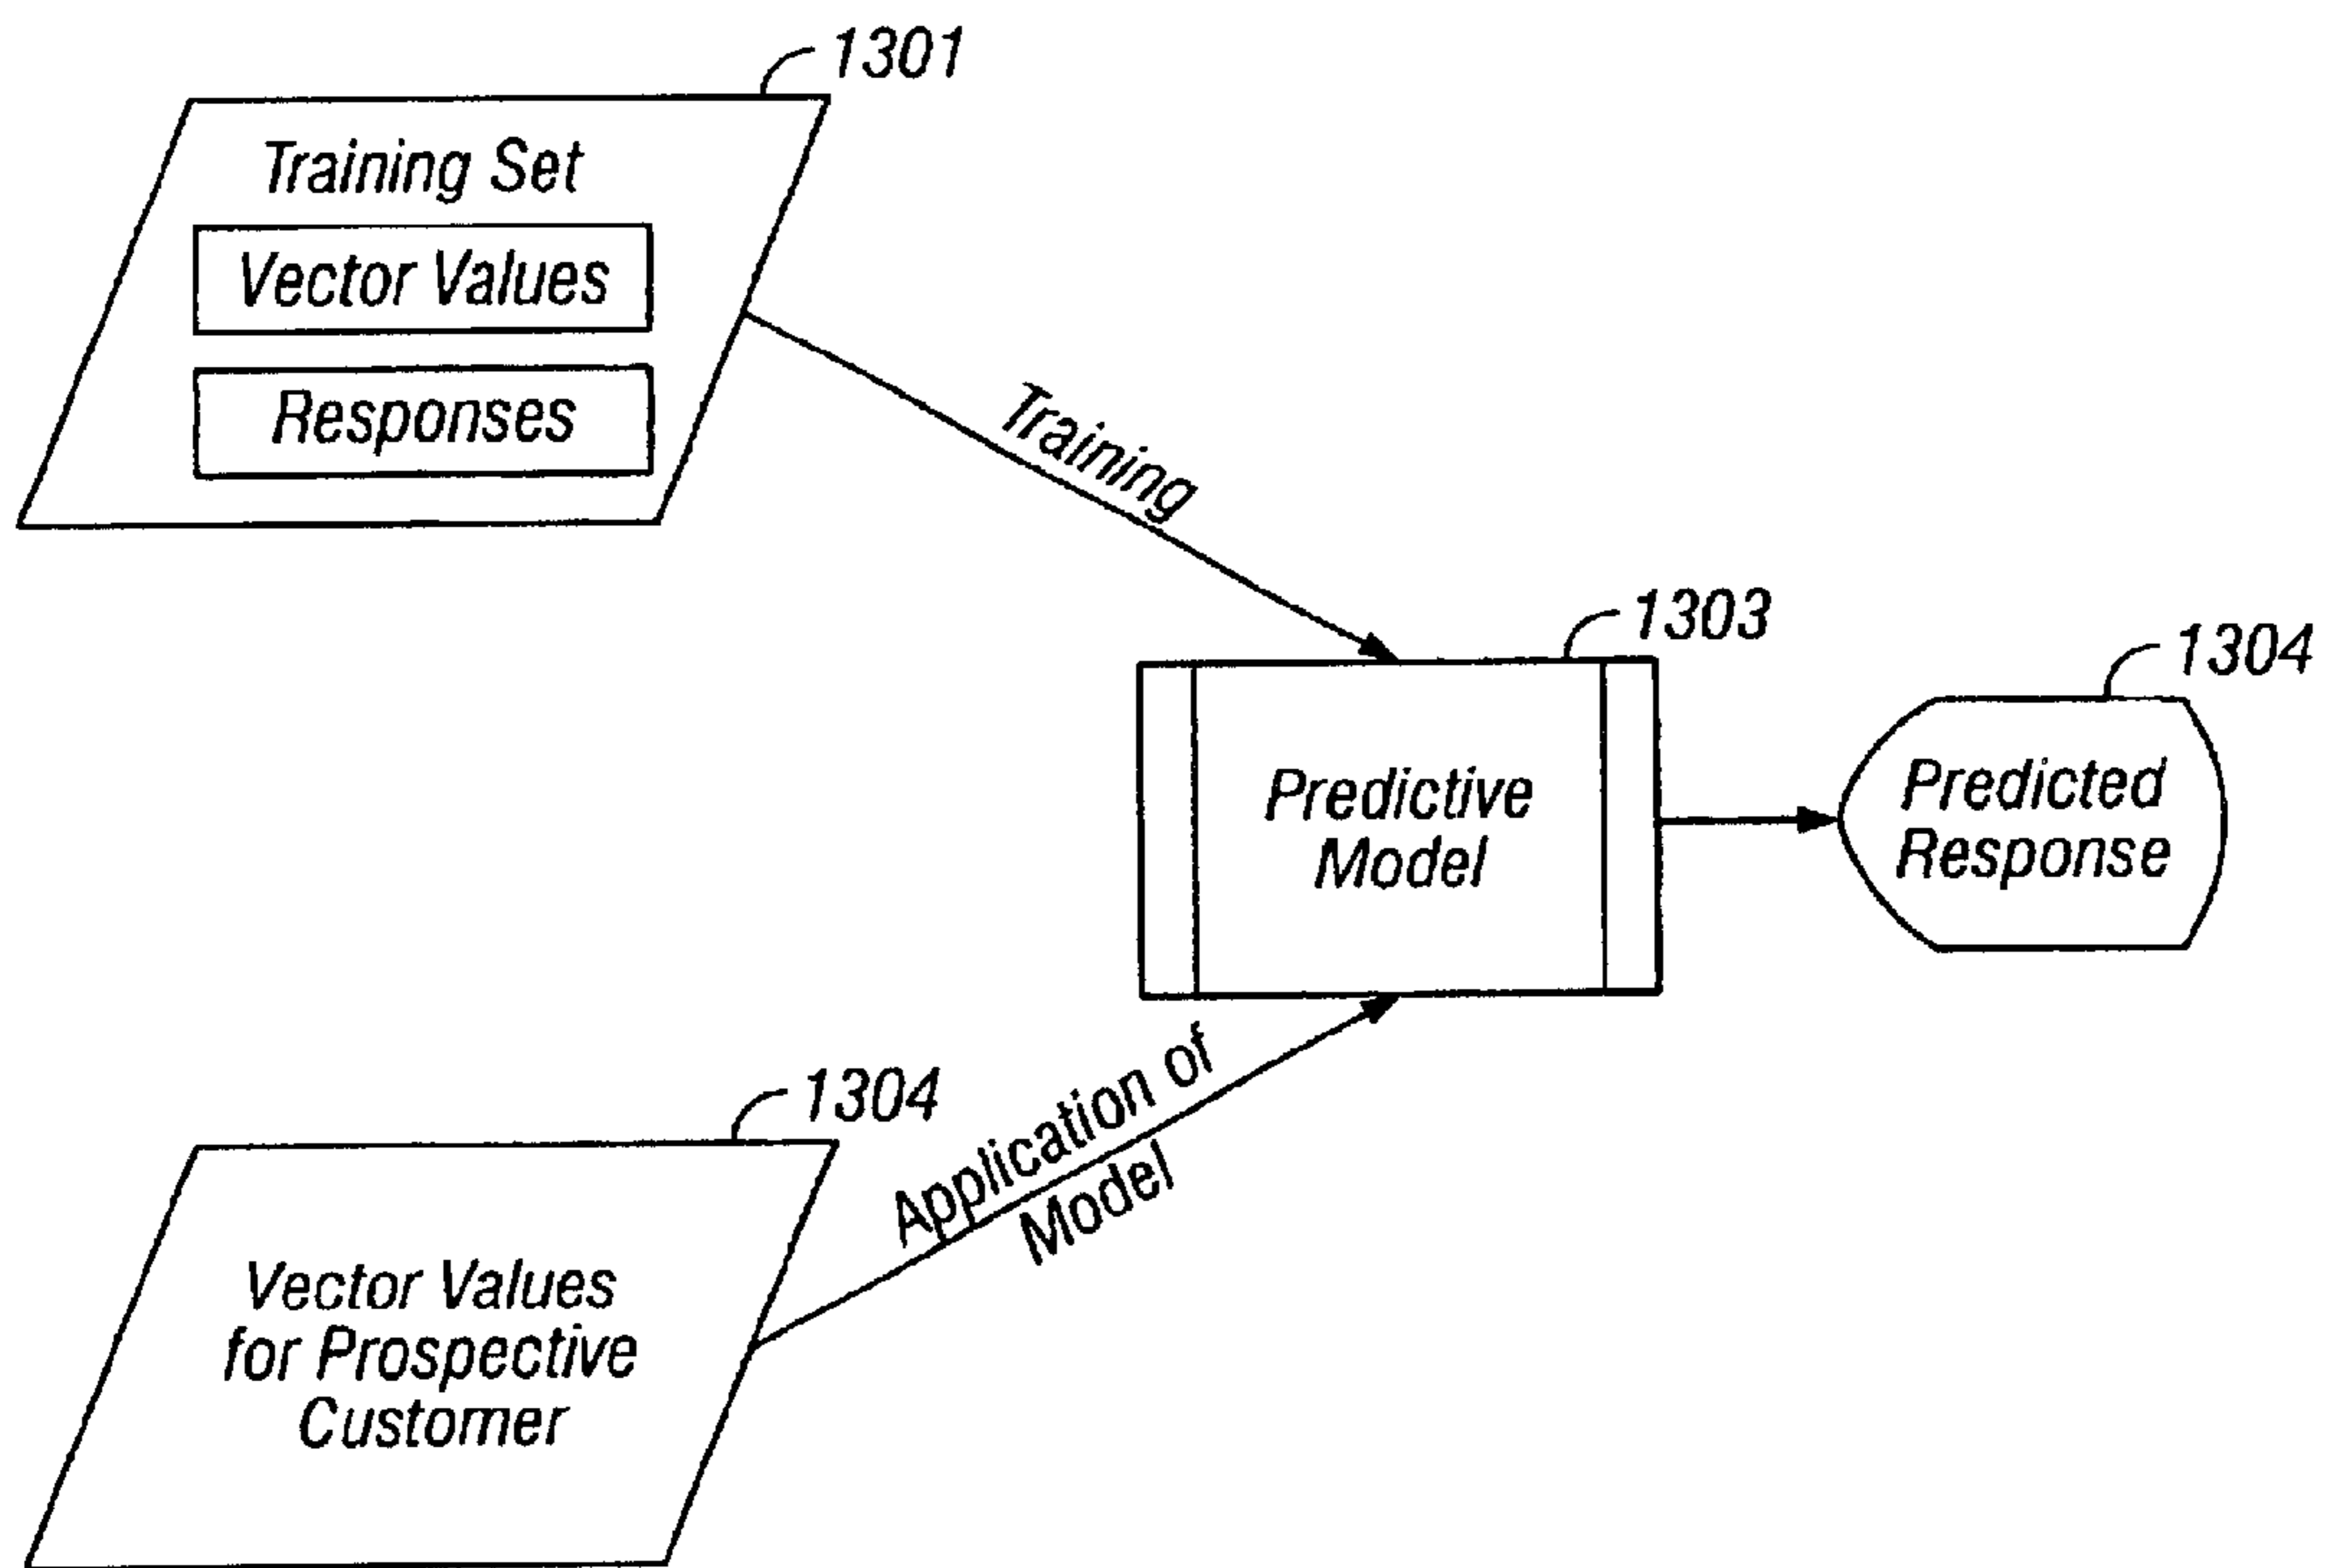 1301
Training Set
Vector Values
Responses
Training
1303
1304
Predictive
Model
Predicted
Response
1304
Application of
Model
Vector Values
for Prospective
Customer